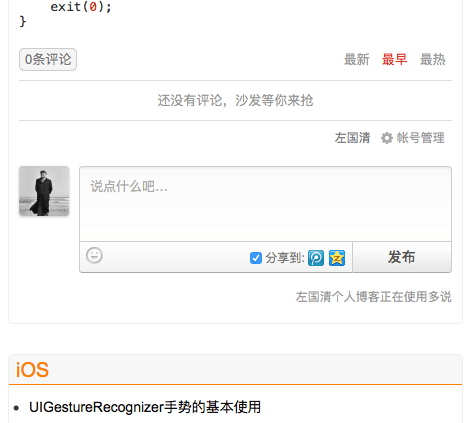 exit(0);
}
0条评论
最新 最早 最热
还没有评论，沙发等你来抢
左国清 帐号管理
说点什么吧...
分享到: 发布
左国清个人博客正在使用多说
iOS
UIGestureRecognizer手势的基本使用